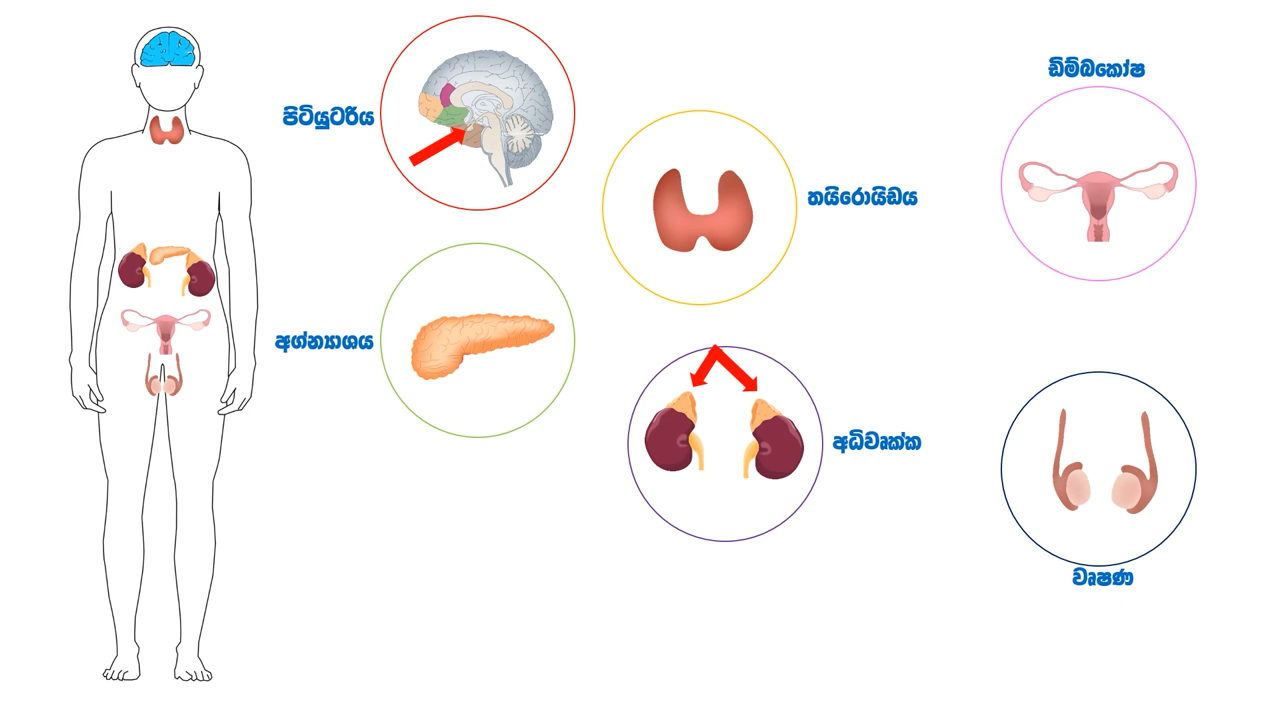 පිටියුටරිය
ඩිම්බකෝෂ
තයිරොයිඩය
අග්න්‍යාශය
අධිවෘක්ක
වෘෂණ